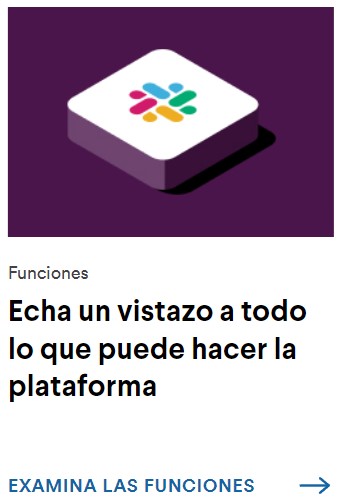 Funciones
Echa un vistazo a todo
lo que puede hacer la
plataforma
EXAMINA LAS FUNCIONES